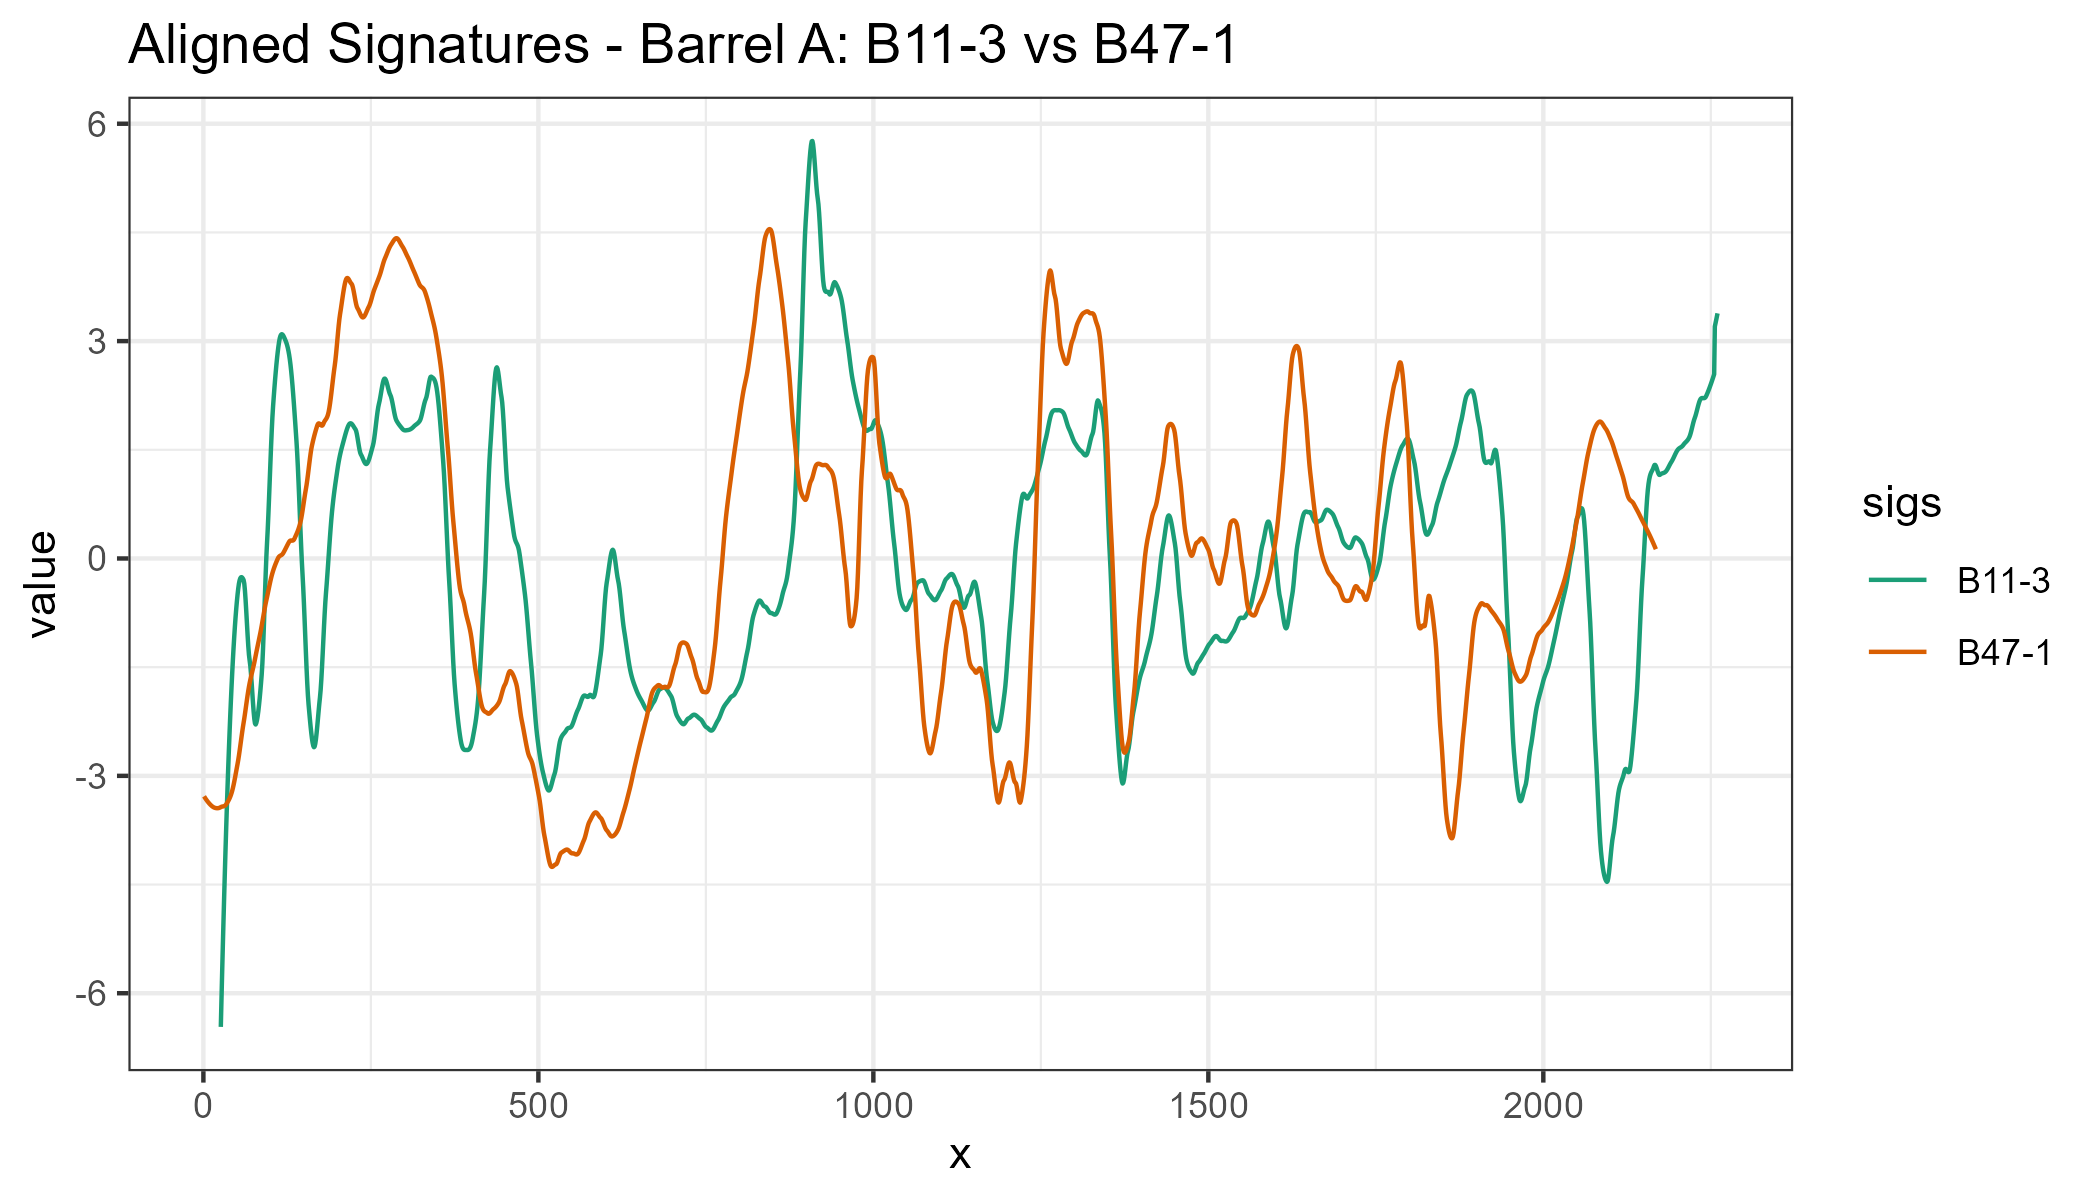 Aligned Signatures - Barrel A: B11-3 vs B47-1
6
3
0
-3
-6
value
0 500 1000 1500 2000
x
sigs
B11-3
B47-1